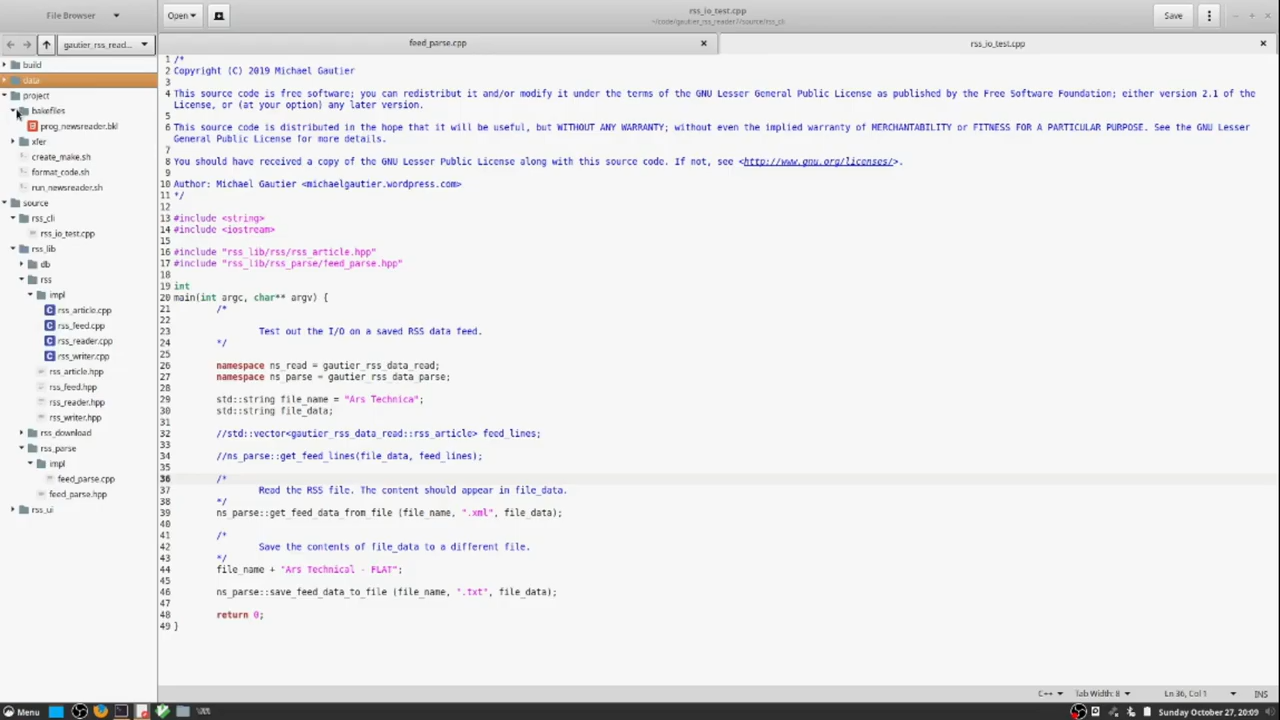 File Browser
Open
rss_io_test.cpp
~/code/gautier_rss_reader//source/rss_cli
Save
gautier_rss_read...
feed_parse.cpp
rss_io_test.cpp
build
data
project
bakefiles
prog_newsreader.bkl
xfer
create_make.sh
format_code.sh
run_newsreader.sh
source
rss_cli
rss_io_test.cpp
rss_lib
db
rss
impl
rss_article.cpp
rss_feed.cpp
rss_reader.cpp
rss_writer.cpp
rss_article.hpp
rss_feed.hpp
rss_reader.hpp
rss_writer.hpp
rss_download
rss_parse
impl
feed_parse.cpp
feed_parse.hpp
rss_ui
1 /*
2 Copyright (C) 2019 Michael Gautier
3
4 This source code is free software; you can redistribut it and/or modify it under the terms of the GNU Lesser General Public License as published by the Free Software Foundation; either version 2.1 of the
License, or (at your option) any later version.
5
6 This source code is distributed in the hope that it will be useful, but WITHOUT ANY WARRANTY; without even the implied warranty of MERCHANTABILITY or FITNESS FOR A PARTICULAR PURPOSE. See the GNU Lesser
General Public License for more details.
7
8 You should have received a copy of the GNU Lesser Public License along with this source code. If not, see <http://www.gnu.org/licenses/>.
9
10 Author: Michael Gautier <michaelgautier.wordpress.com>
11 */
12
13 #include <string>
14 #include <iostream>
15
16 #include "rss_lib/rss/rss_article.hpp"
17 #include "rss_lib/rss_parse/feed_parse.hpp"
18
19 int
20 main(int argc, char** argv) {
21 /*
22
23 Test out the I/O on a saved RSS data feed.
24 */
25
26 namespace ns_read = gautier_rss_data_read;
27 namespace ns_parse = gautier_rss_data_parse;
28
29 std::string file_name = "Ars Technica";
30 std::string file_data;
31
32 //std::vector<gautier_rss_data_read::rss_article> feed_lines;
33
34 //ns_parse::get_feed_lines(file_data, feed_lines);
35
36 /*
37 Read the RSS file. The content should appear in file_data.
38 */
39 ns_parse::get_feed_data_from_file (file_name, ".xml", file_data);
40
41 /*
42 Save the contents of file_data to a different file.
43 */
44 file_name + "Ars Technical - FLAT";
45
46 ns_parse::save_feed_data_to_file (file_name, ".txt", file_data);
47
48 return 0;
49 }
C++
Tab Width: 8
Ln 36, Col 1
INS
Menu
Sunday October 27, 20:09